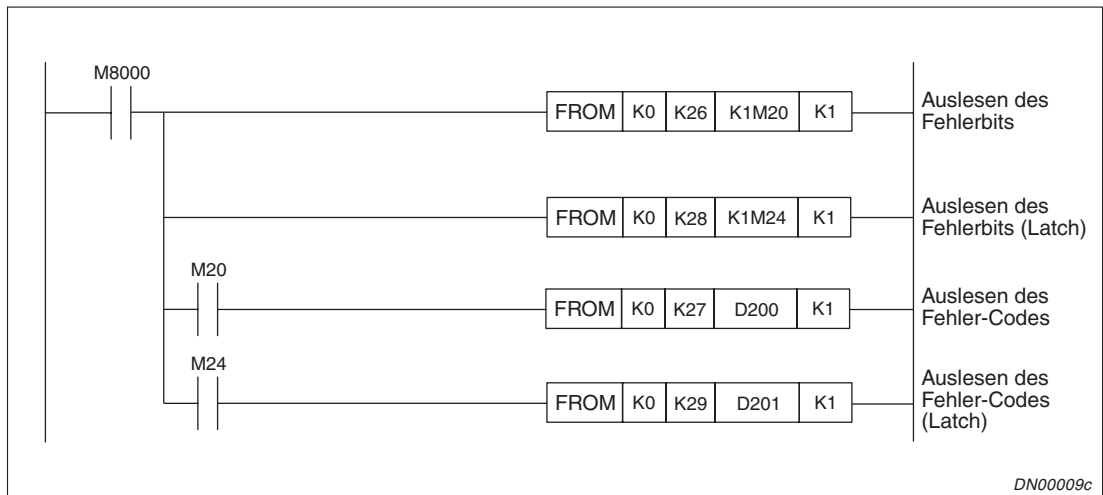 M8000
FROM K0 K26 K1M20 K1
Auslesen des
Fehlerbits
FROM K0 K28 K1M24 K1
Auslesen des
Fehlerbits (Latch)
M20
FROM K0 K27 D200 K1
Auslesen des
Fehler-Codes
M24
FROM K0 K29 D201 K1
Auslesen des
Fehler-Codes
(Latch)
DN00009c